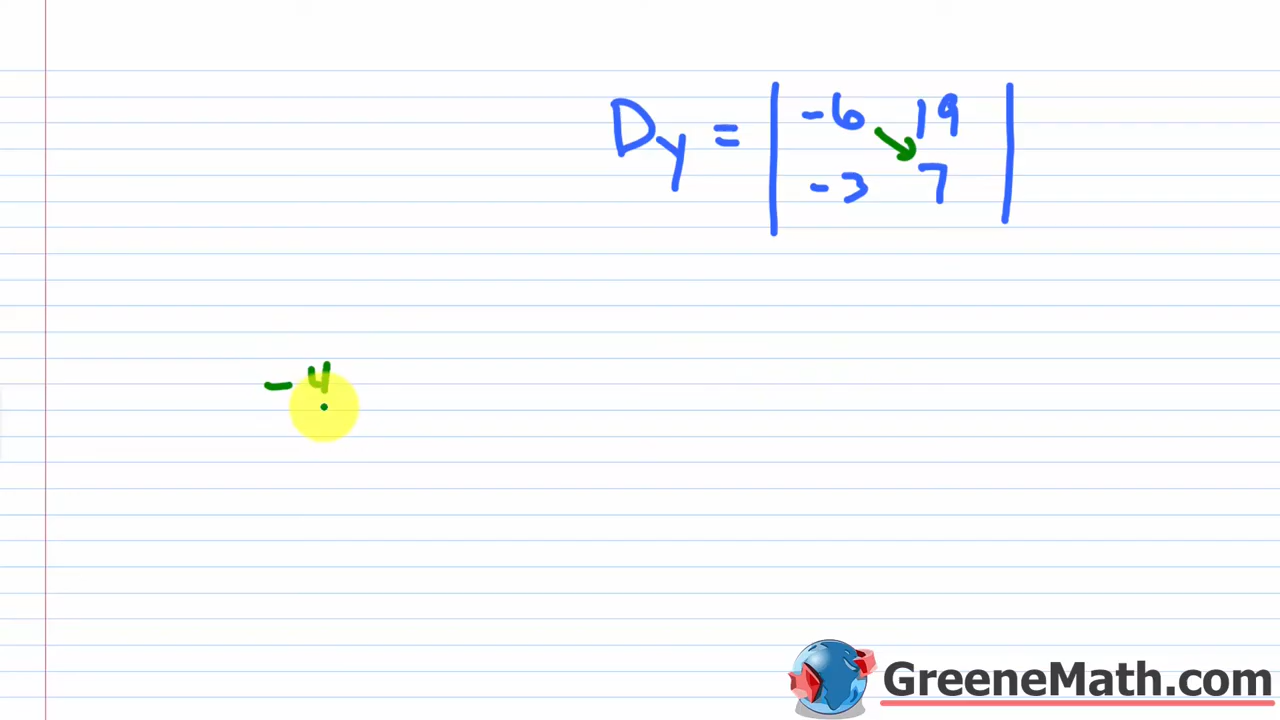 Dy = | -6 19 |
| -3 7 |
-4
GreeneMath.com